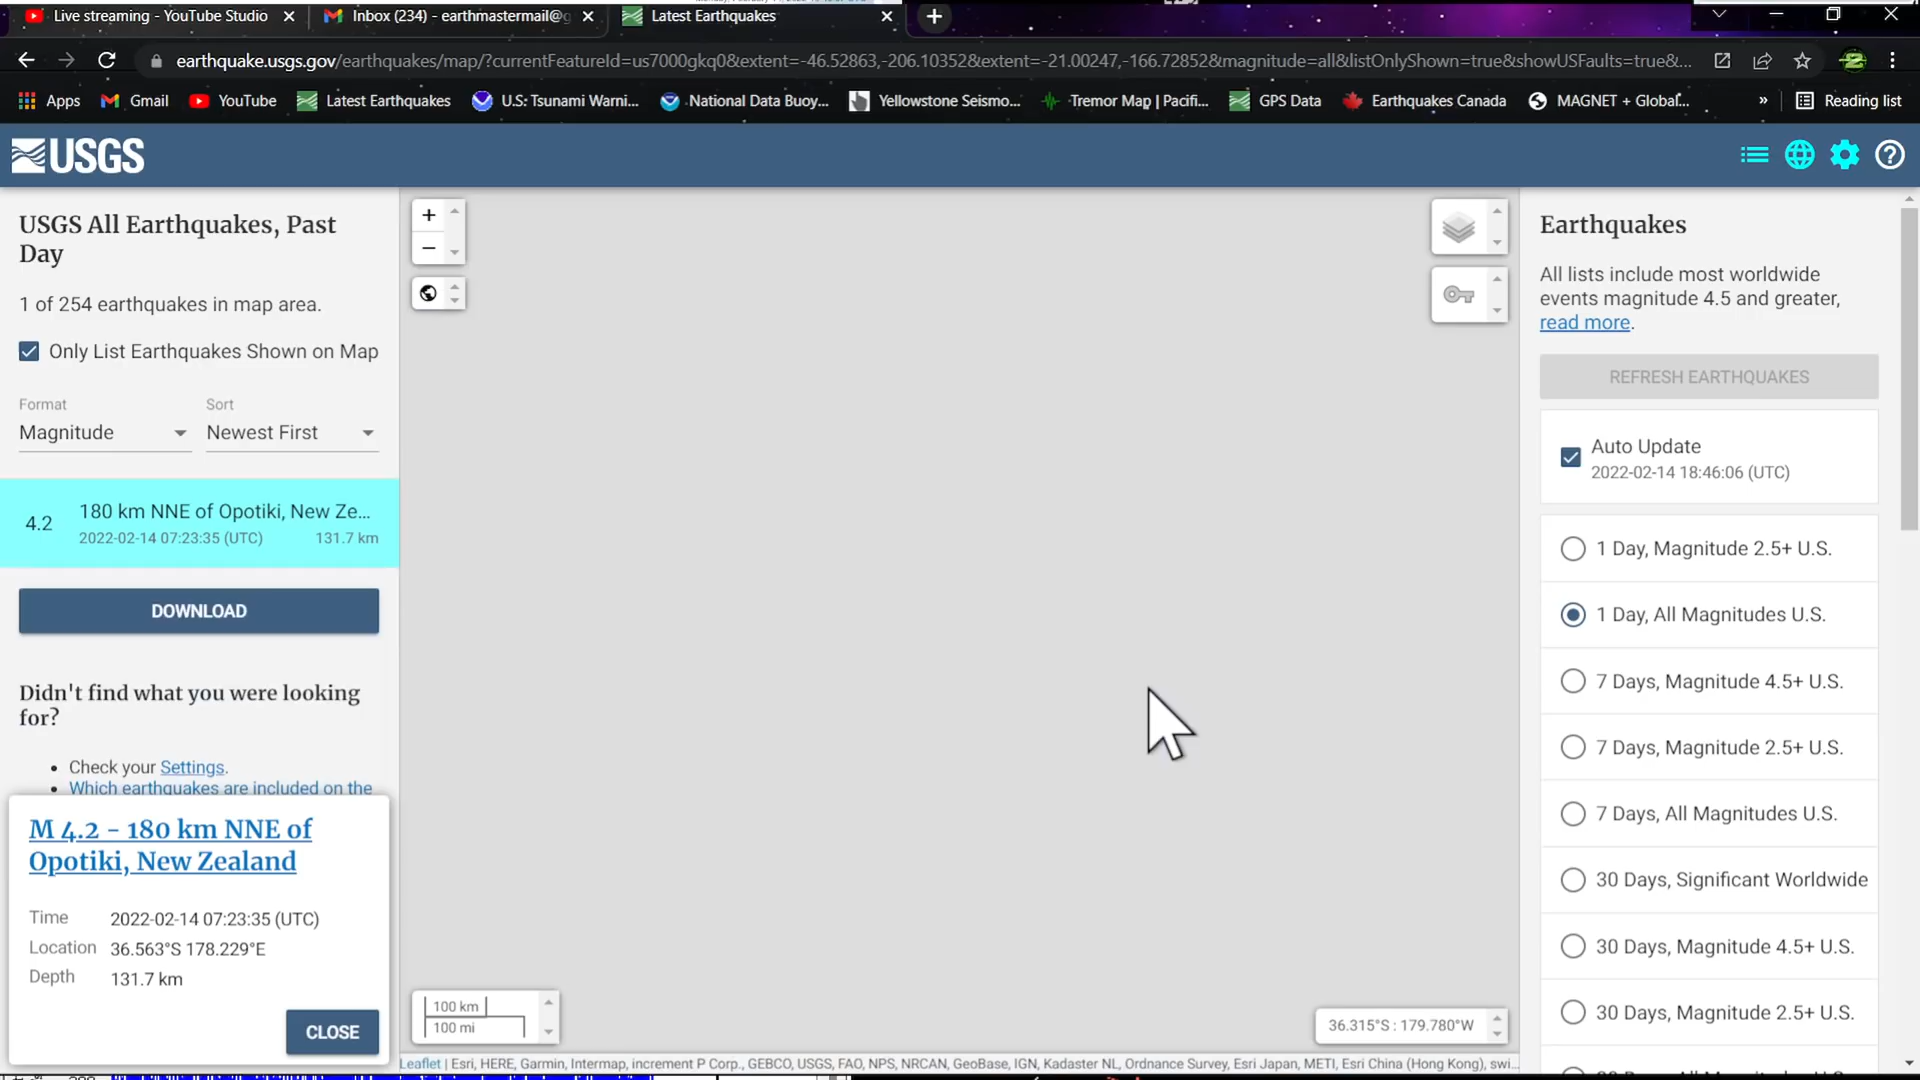 Live streaming - YouTube Studio
Inbox (234) - earthmastermail@g
Latest Earthquakes
earthquake.usgs.gov/earthquakes/map/?currentFeatureId=us7000gkq0&extent=-46.52863,-206.10352&extent=-21.00247,-166.72852&magnitude=all&listOnlyShown=true&showUSFaults=true&...
Apps
Gmail
YouTube
Latest Earthquakes
U.S: Tsunami Warni...
National Data Buoy...
Yellowstone Seismo...
Tremor Map | Pacifi...
GPS Data
Earthquakes Canada
MAGNET + Global...
»
Reading list
USGS
USGS All Earthquakes, Past
Day
1 of 254 earthquakes in map area.
Only List Earthquakes Shown on Map
Format
Sort
Magnitude
Newest First
4.2
180 km NNE of Opotiki, New Ze...
2022-02-14 07:23:35 (UTC)
131.7 km
DOWNLOAD
Didn't find what you were looking
for?
• Check your Settings.
• Which earthquakes are included on the
M 4.2 - 180 km NNE of
Opotiki, New Zealand
Time 2022-02-14 07:23:35 (UTC)
Location 36.563°S 178.229°E
Depth 131.7 km
CLOSE
+
−
100 km
100 mi
36.315°S : 179.780°W
Leaflet | Esri, HERE, Garmin, Intermap, increment P Corp., GEBCO, USGS, FAO, NPS, NRCAN, GeoBase, IGN, Kadaster NL, Ordnance Survey, Esri Japan, METI, Esri China (Hong Kong), swi...
Earthquakes
All lists include most worldwide
events magnitude 4.5 and greater,
read more.
REFRESH EARTHQUAKES
Auto Update
2022-02-14 18:46:06 (UTC)
1 Day, Magnitude 2.5+ U.S.
1 Day, All Magnitudes U.S.
7 Days, Magnitude 4.5+ U.S.
7 Days, Magnitude 2.5+ U.S.
7 Days, All Magnitudes U.S.
30 Days, Significant Worldwide
30 Days, Magnitude 4.5+ U.S.
30 Days, Magnitude 2.5+ U.S.